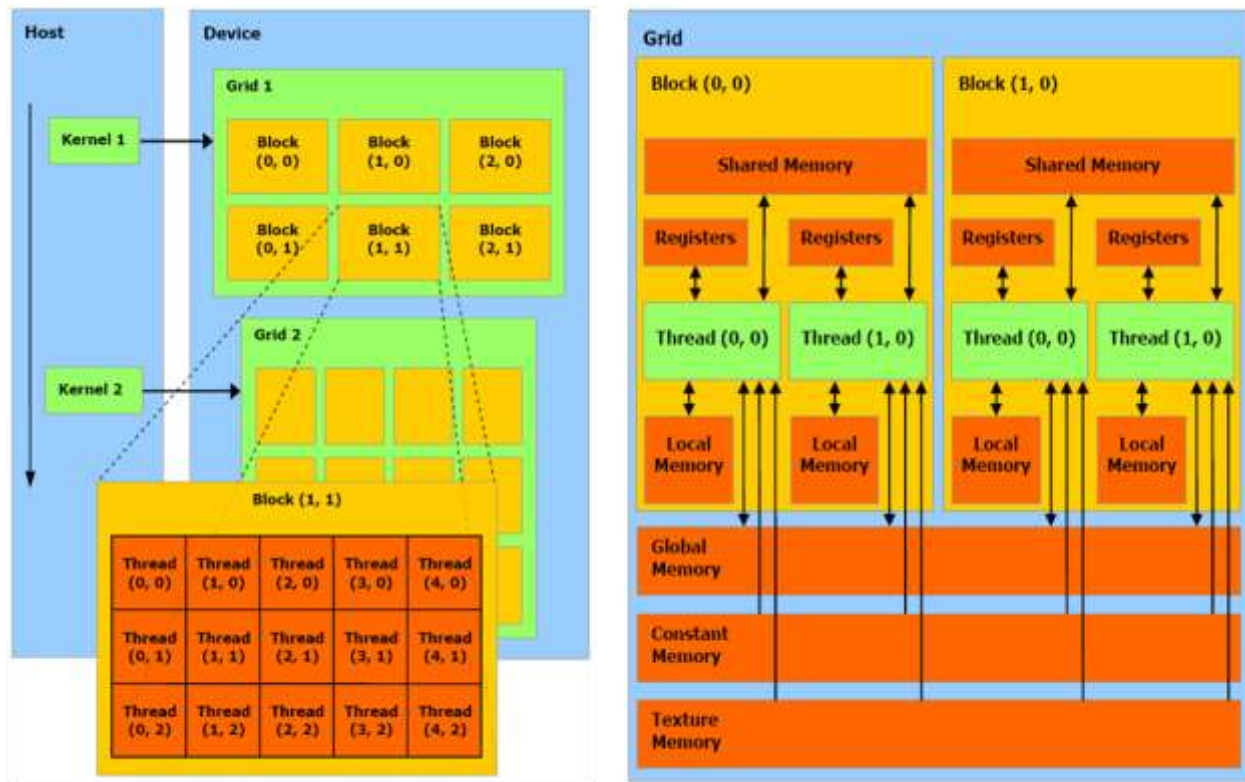 Host
Device
Grid 1
Kernel 1
Block
(0, 0)
Block
(1, 0)
Block
(2, 0)
Block
(0, 1)
Block
(1, 1)
Block
(2, 1)
Grid 2
Kernel 2
Block (1, 1)
Thread
(0, 0)
Thread
(1, 0)
Thread
(2, 0)
Thread
(3, 0)
Thread
(4, 0)
Thread
(0, 1)
Thread
(1, 1)
Thread
(2, 1)
Thread
(3, 1)
Thread
(4, 1)
Thread
(0, 2)
Thread
(1, 2)
Thread
(2, 2)
Thread
(3, 2)
Thread
(4, 2)
Grid
Block (0, 0)
Shared Memory
Registers
Registers
Thread (0, 0)
Thread (1, 0)
Local
Memory
Local
Memory
Block (1, 0)
Shared Memory
Registers
Registers
Thread (0, 0)
Thread (1, 0)
Local
Memory
Local
Memory
Global
Memory
Constant
Memory
Texture
Memory